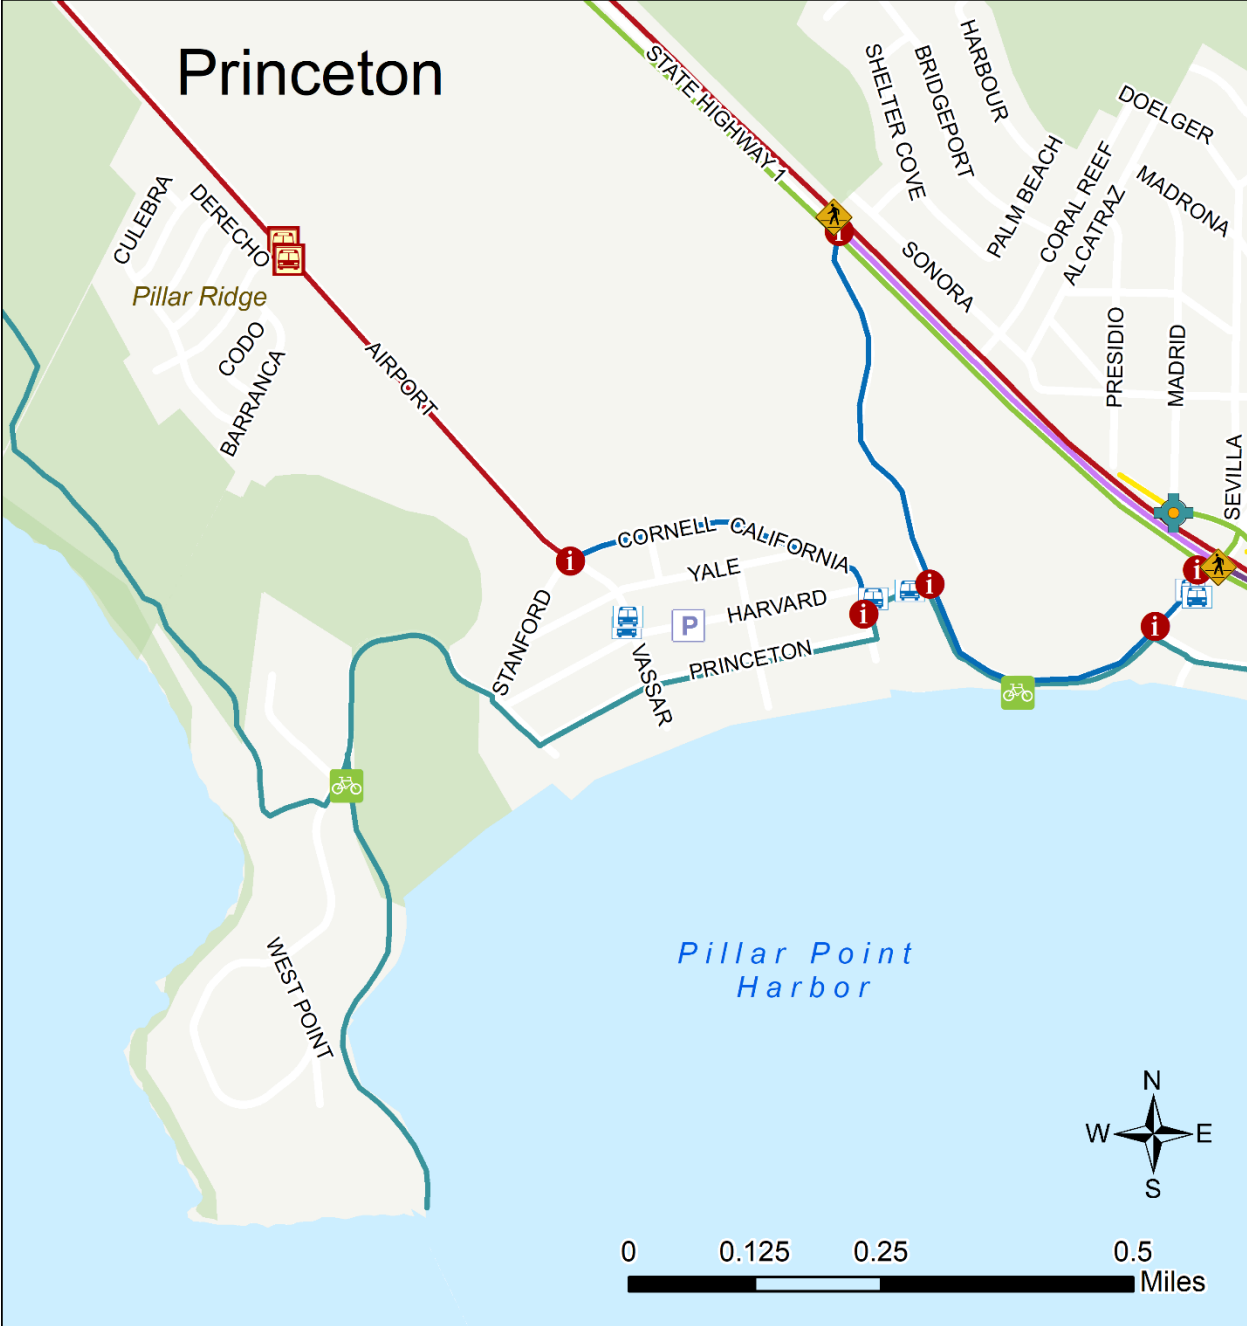 Princeton
STATE HIGHWAY 1
SHELTER COVE
BRIDGEPORT
HARBOUR
PALM BEACH
CORAL REEF
ALCATRAZ
DOELGER
MADRONA
SONORA
PRESIDIO
MADRID
SEVILLA
CULEBRA
DERECHO
Pillar Ridge
CODO
BARRANCA
AIRPORT
i
i
CORNELL
CALIFORNIA
YALE
HARVARD
P
PRINCETON
STANFORD
VASSAR
i
i
i
i
WEST POINT
Pillar Point
Harbor
N
W E
S
0 0.125 0.25 0.5
Miles